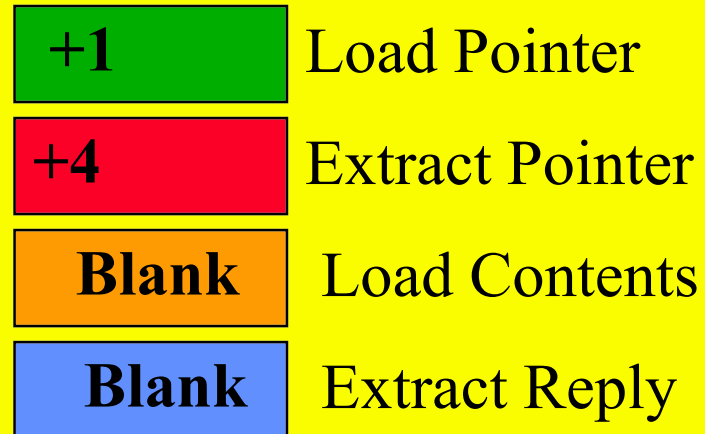 +1 Load Pointer
+4 Extract Pointer
Blank Load Contents
Blank Extract Reply